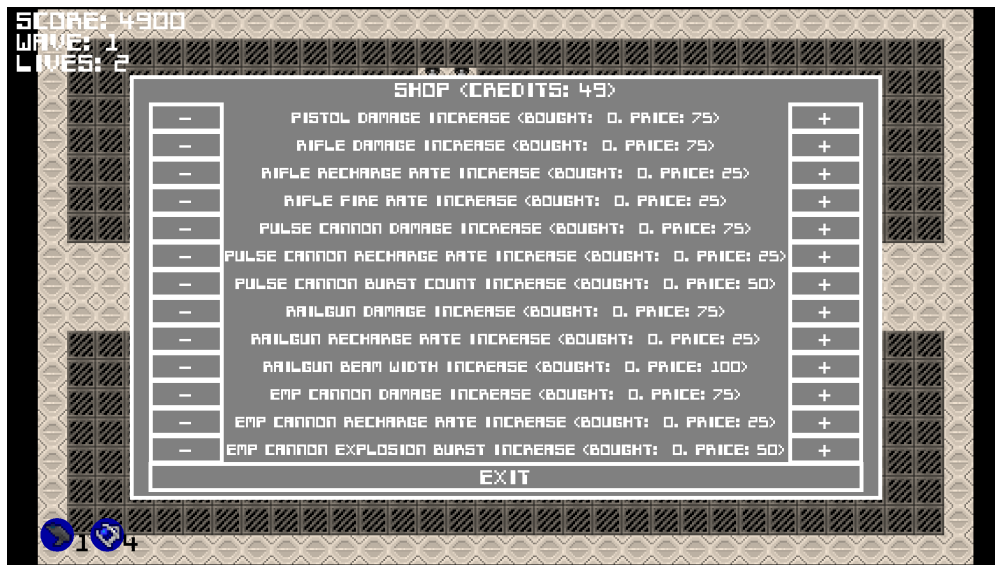 SCORE: 4900
WAVE: 1
LIVES: 2
SHOP (CREDITS: 49)
- PISTOL DAMAGE INCREASE (BOUGHT: 0. PRICE: 75) +
- RIFLE DAMAGE INCREASE (BOUGHT: 0. PRICE: 75) +
- RIFLE RECHARGE RATE INCREASE (BOUGHT: 0. PRICE: 25) +
- RIFLE FIRE RATE INCREASE (BOUGHT: 0. PRICE: 25) +
- PULSE CANNON DAMAGE INCREASE (BOUGHT: 0. PRICE: 75) +
- PULSE CANNON RECHARGE RATE INCREASE (BOUGHT: 0. PRICE: 25) +
- PULSE CANNON BURST COUNT INCREASE (BOUGHT: 0. PRICE: 50) +
- RAILGUN DAMAGE INCREASE (BOUGHT: 0. PRICE: 75) +
- RAILGUN RECHARGE RATE INCREASE (BOUGHT: 0. PRICE: 25) +
- RAILGUN BEAM WIDTH INCREASE (BOUGHT: 0. PRICE: 100) +
- EMP CANNON DAMAGE INCREASE (BOUGHT: 0. PRICE: 75) +
- EMP CANNON RECHARGE RATE INCREASE (BOUGHT: 0. PRICE: 25) +
- EMP CANNON EXPLOSION BURST INCREASE (BOUGHT: 0. PRICE: 50) +
EXIT
1 4